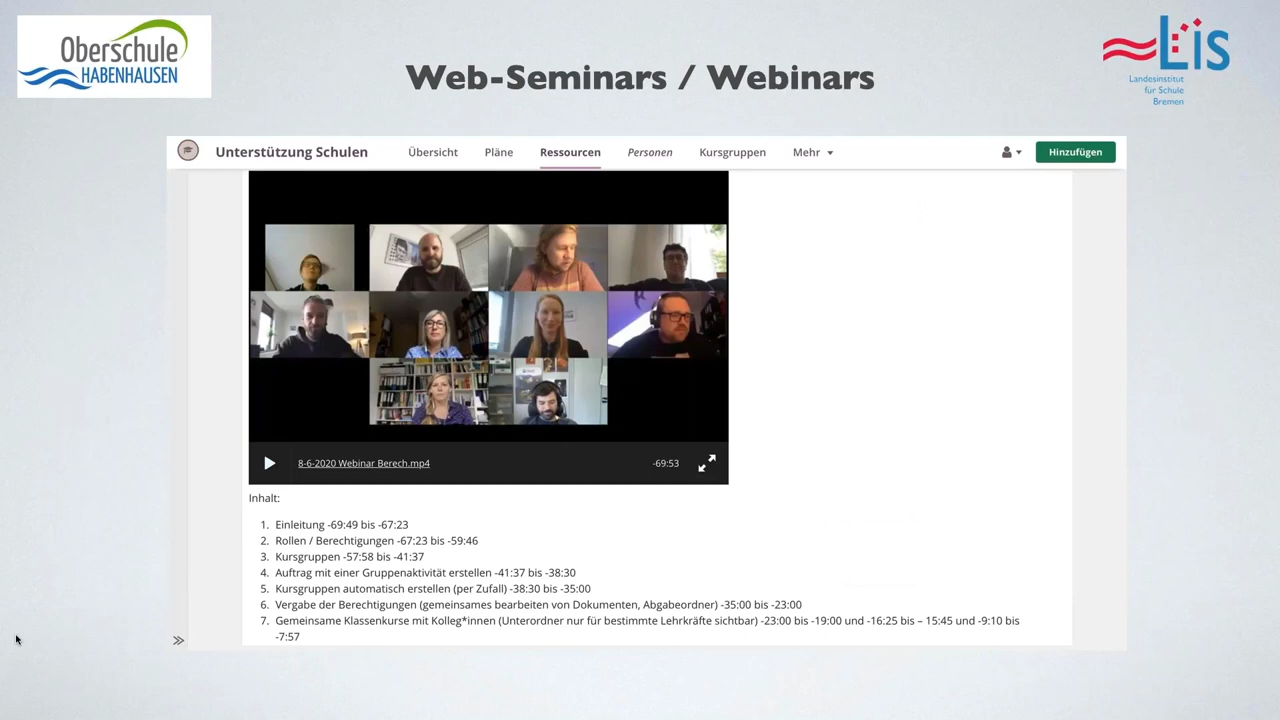 Oberschule
HABENHAUSEN
Web-Seminars / Webinars
LiS
Landesinstitut
für Schule
Bremen
Unterstützung Schulen
Übersicht
Pläne
Ressourcen
Personen
Kursgruppen
Mehr
Hinzufügen
8-6-2020 Webinar Berech.mp4
-69:53
Inhalt:
1. Einleitung -69:49 bis -67:23
2. Rollen / Berechtigungen -67:23 bis -59:46
3. Kursgruppen -57:58 bis -41:37
4. Auftrag mit einer Gruppenaktivität erstellen -41:37 bis -38:30
5. Kursgruppen automatisch erstellen (per Zufall) -38:30 bis -35:00
6. Vergabe der Berechtigungen (gemeinsames bearbeiten von Dokumenten, Abgabeordner) -35:00 bis -23:00
7. Gemeinsame Klassenkurse mit Kolleg*innen (Unterordner nur für bestimmte Lehrkräfte sichtbar) -23:00 bis -19:00 und -16:25 bis – 15:45 und -9:10 bis
-7:57